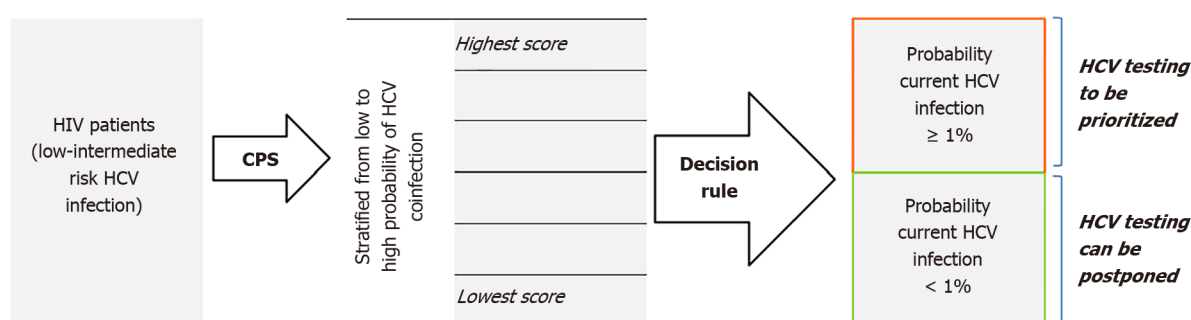 HIV patients
(low-intermediate
risk HCV
infection)
CPS
Stratified from low to
high probability of HCV
coinfection
Highest score
Lowest score
Decision
rule
Probability
current HCV
infection
≥ 1%
HCV testing
to be
prioritized
Probability
current HCV
infection
< 1%
HCV testing
can be
postponed